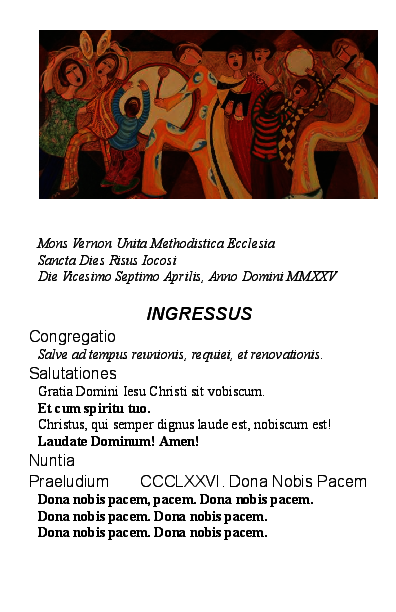 Mons Vernon Unita Methodistica Ecclesia
Sancta Dies Risus Iocosi
Die Vicesimo Septimo Aprilis, Anno Domini MMXXV
INGRESSUS
Congregatio
Salve ad tempus reunionis, requiei, et renovationis.
Salutationes
Gratia Domini Iesu Christi sit vobiscum.
Et cum spiritu tuo.
Christus, qui semper dignus laude est, nobiscum est!
Laudate Dominum! Amen!
Nuntia
Praeludium CCCLXXVI. Dona Nobis Pacem
Dona nobis pacem, pacem. Dona nobis pacem.
Dona nobis pacem. Dona nobis pacem.
Dona nobis pacem. Dona nobis pacem.